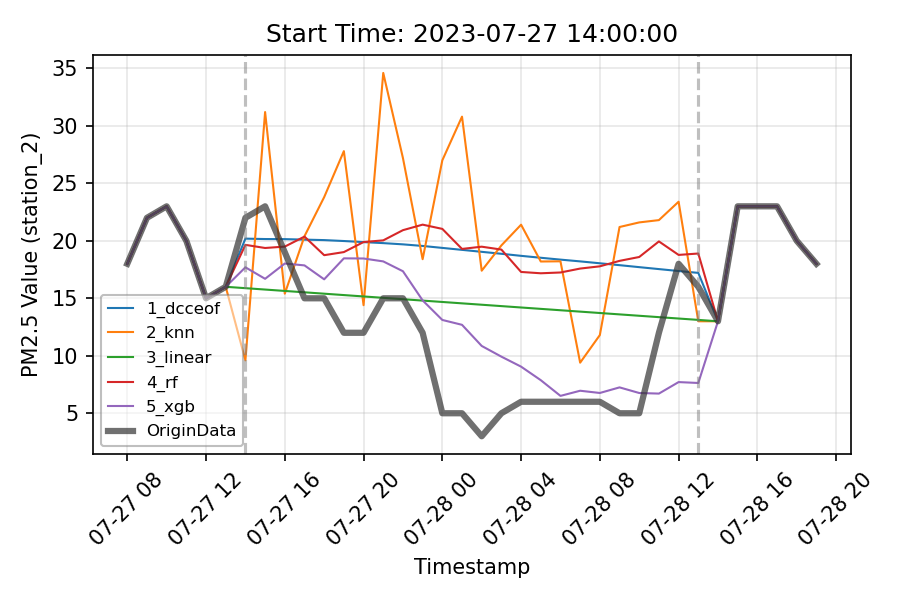 Start Time: 2023-07-27 14:00:00
PM2.5 Value (station_2)
35
30
25
20
15
10
5
1_dcceof
2_knn
3_linear
4_rf
5_xgb
OriginData
07-27 08
07-27 12
07-27 16
07-27 20
07-28 00
07-28 04
07-28 08
07-28 12
07-28 16
07-28 20
Timestamp